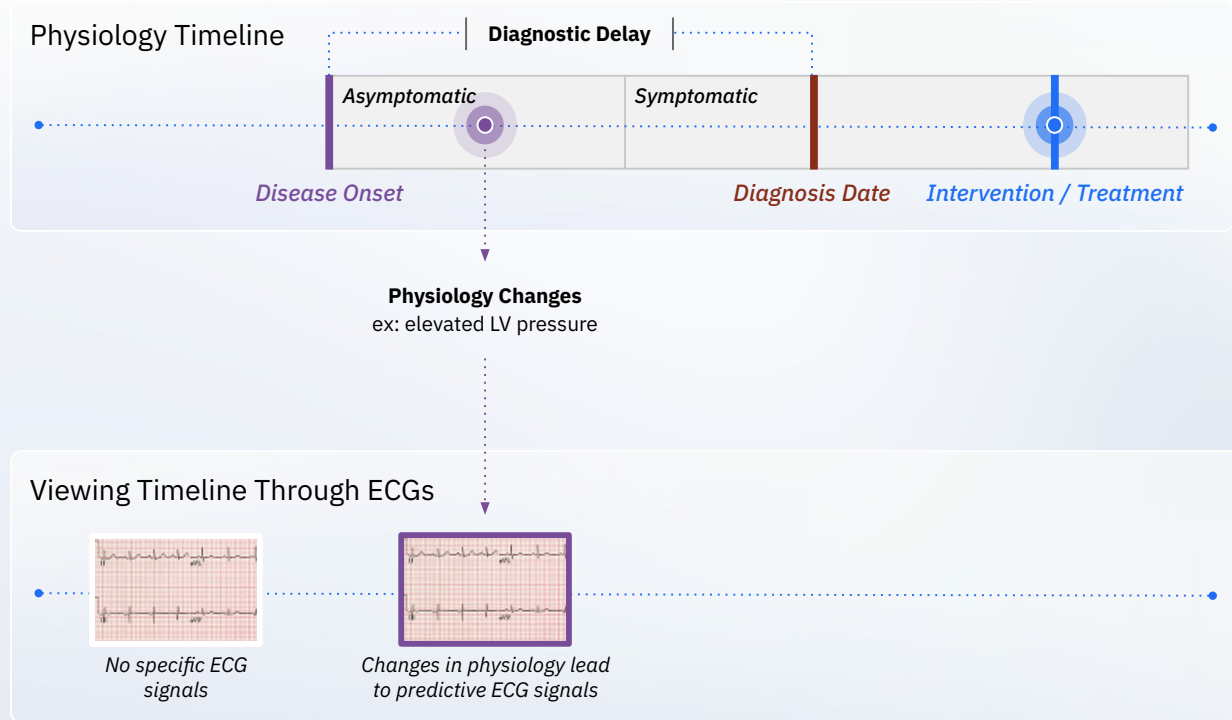 Physiology Timeline
Diagnostic Delay
Asymptomatic
Symptomatic
Disease Onset
Diagnosis Date
Intervention / Treatment
Physiology Changes
ex: elevated LV pressure
Viewing Timeline Through ECGs
No specific ECG
signals
Changes in physiology lead
to predictive ECG signals